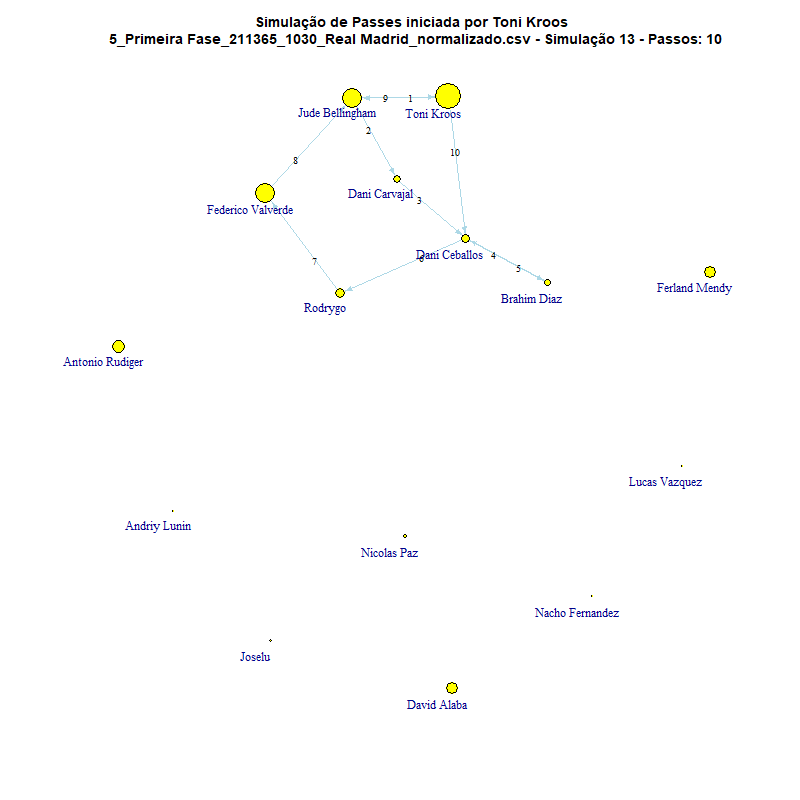 Simulação de Passes iniciada por Toni Kroos
5_Primeira Fase_211365_1030_Real Madrid_normalizado.csv - Simulação 13 - Passos: 10
9
1
Jude Bellingham
Toni Kroos
2
10
8
Dani Carvajal
3
Federico Valverde
Dani Ceballos
4
6
7
5
Ferland Mendy
Brahim Diaz
Rodrygo
Antonio Rudiger
Lucas Vazquez
Andriy Lunin
Nicolas Paz
Nacho Fernandez
Joselu
David Alaba